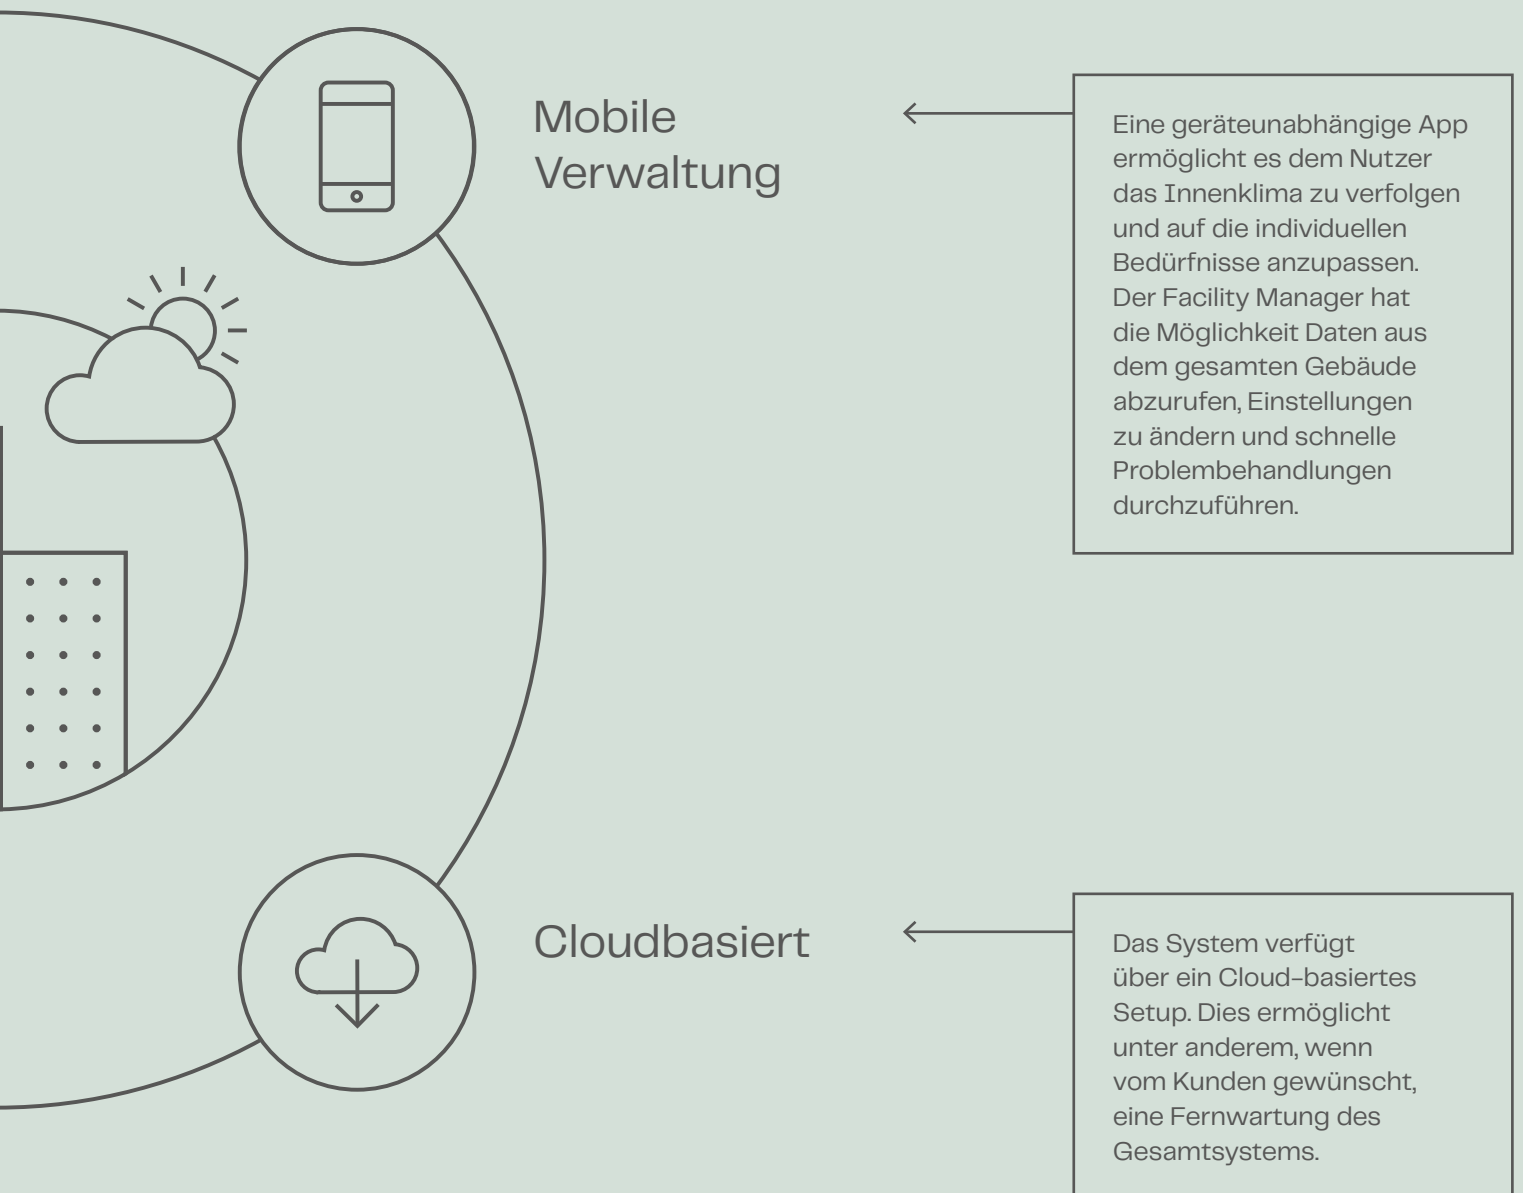 Mobile
Verwaltung
Eine geräteunabhängige App
ermöglicht es dem Nutzer
das Innenklima zu verfolgen
und auf die individuellen
Bedürfnisse anzupassen.
Der Facility Manager hat
die Möglichkeit Daten aus
dem gesamten Gebäude
abzurufen, Einstellungen
zu ändern und schnelle
Problembehandlungen
durchzuführen.
Cloudbasiert
Das System verfügt
über ein Cloud-basiertes
Setup. Dies ermöglicht
unter anderem, wenn
vom Kunden gewünscht,
eine Fernwartung des
Gesamtsystems.